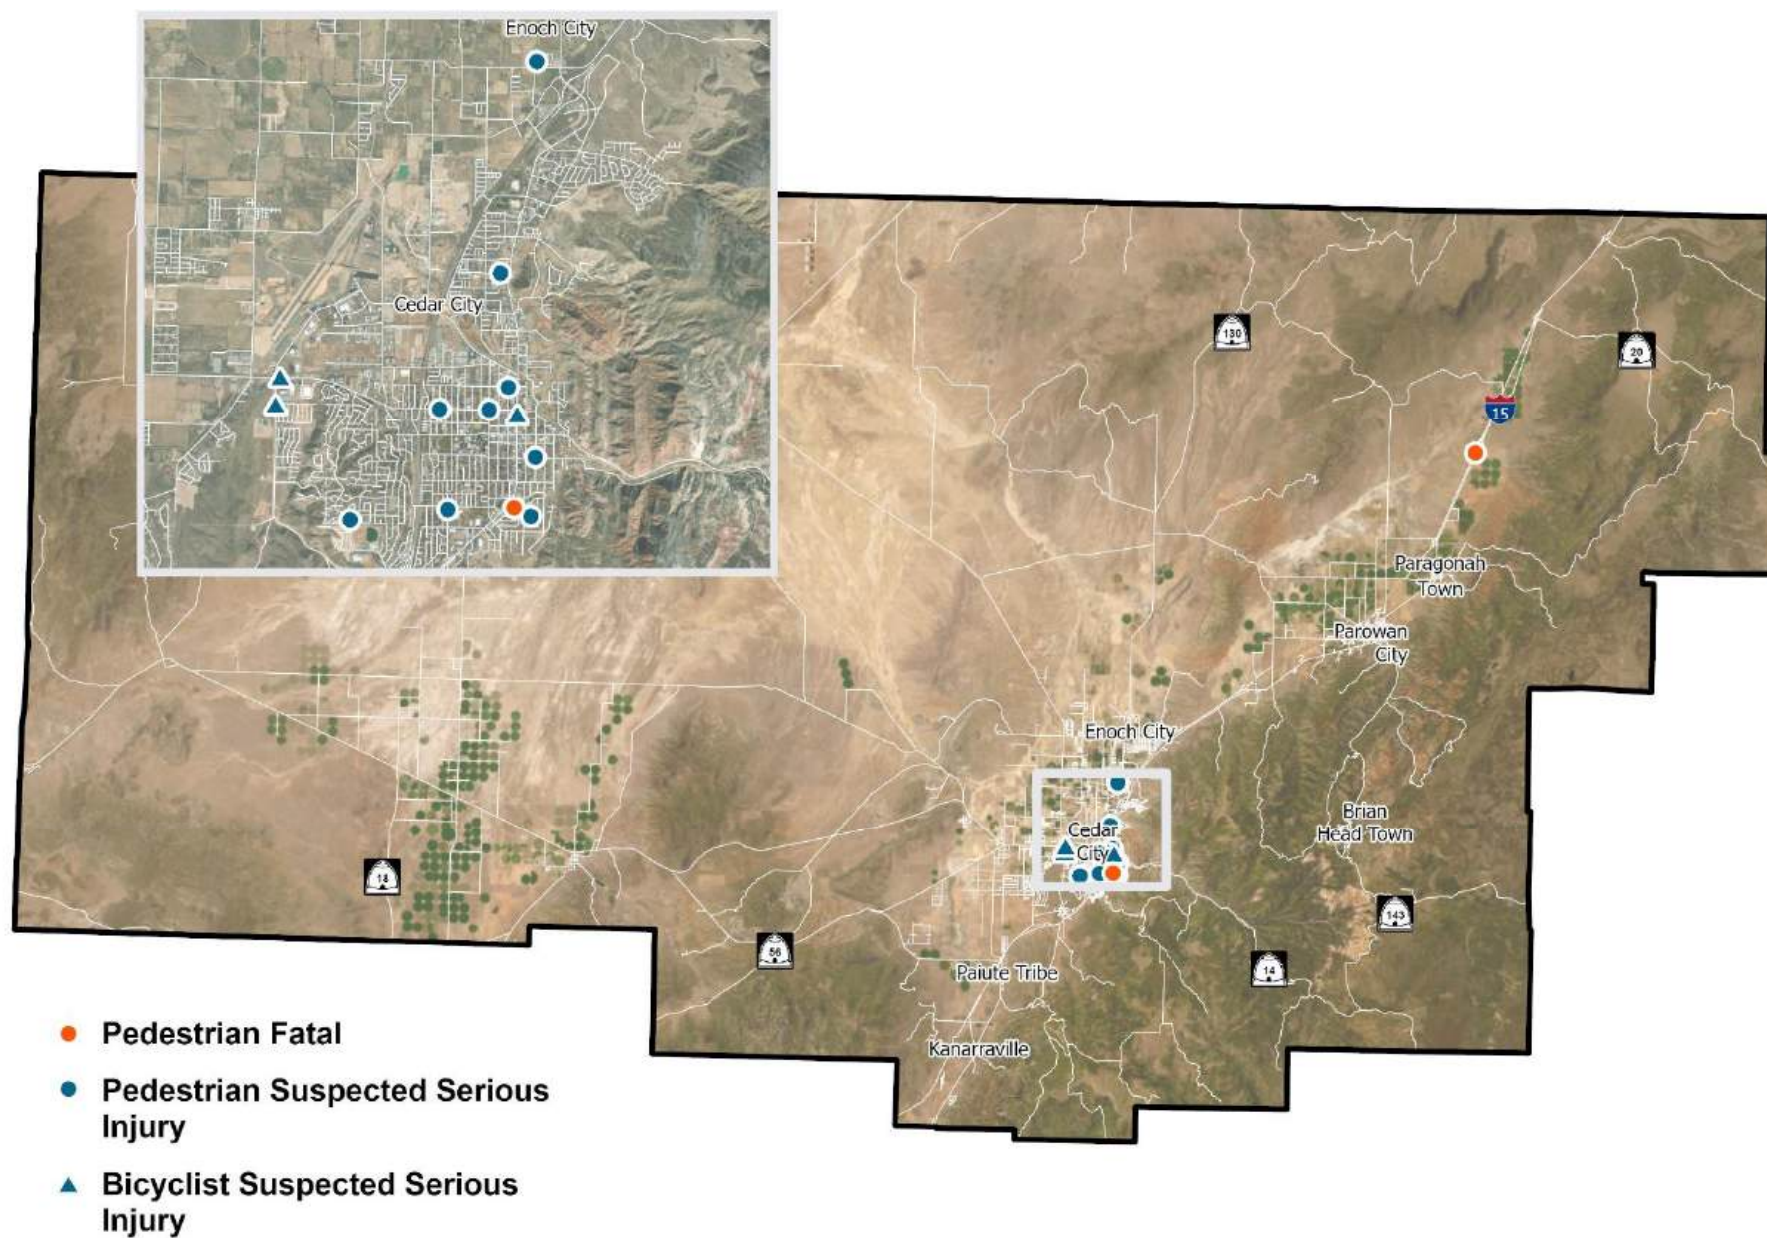 Enoch City
Cedar City
130
20
15
Paragonah
Town
Parowan
City
Enoch City
Cedar
City
Brian
Head Town
18
143
56
14
Paiute Tribe
Kanarraville
Pedestrian Fatal
Pedestrian Suspected Serious
Injury
Bicyclist Suspected Serious
Injury